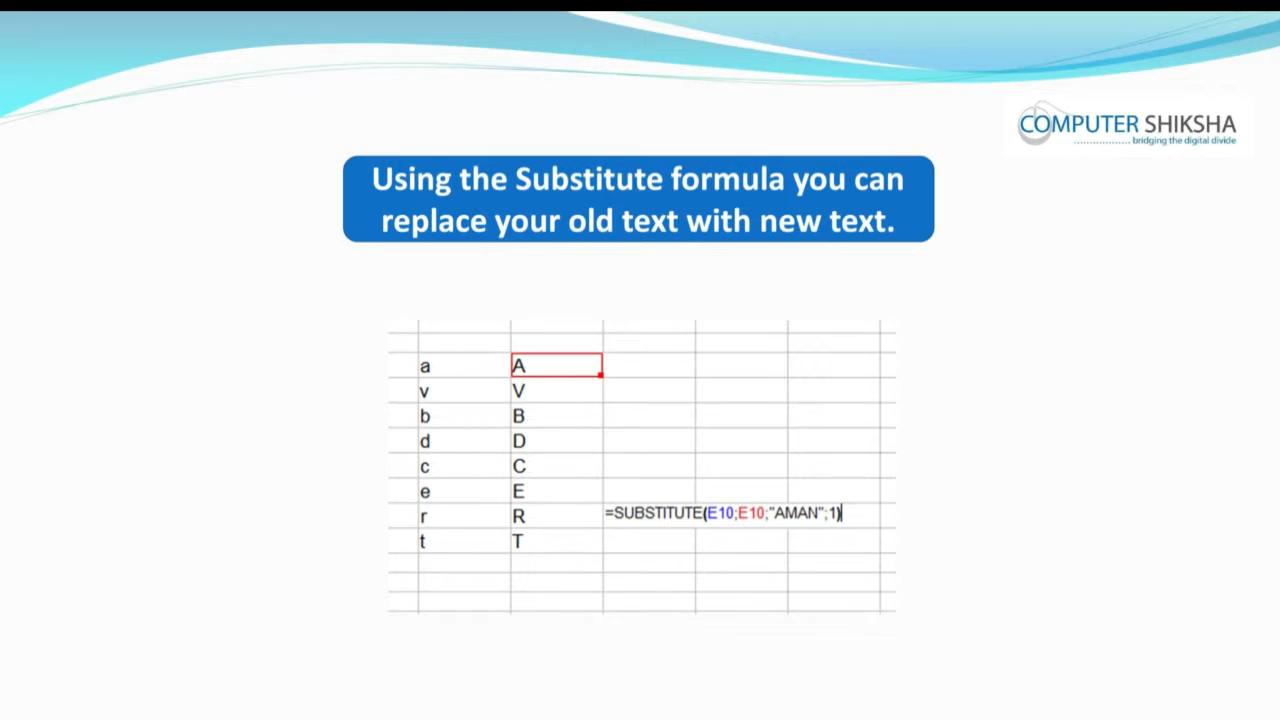 COMPUTER SHIKSHA
bridging the digital divide
Using the Substitute formula you can
replace your old text with new text.
a A
v V
b B
d D
c C
e E
r R =SUBSTITUTE(E10;E10;"AMAN";1)
t T